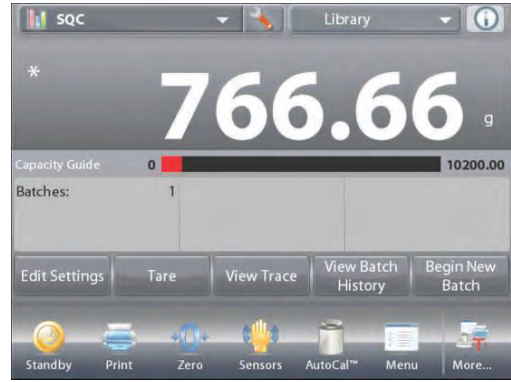 SQC Library
*
766.66 g
Capacity Guide 0 10200.00
Batches: 1
Edit Settings Tare View Trace View Batch History Begin New Batch
Standby Print Zero Sensors AutoCal™ Menu More...